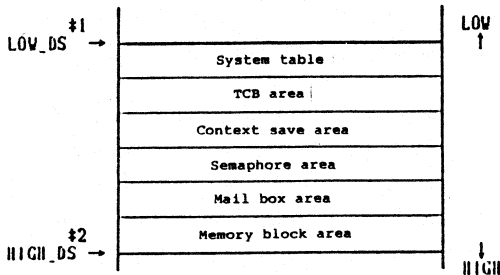 *1
LOW
LOW_DS →
↑
System table
TCB area
Context save area
Semaphore area
Mail box area
*2
Memory block area
↓
HIGH_DS →
HIGH